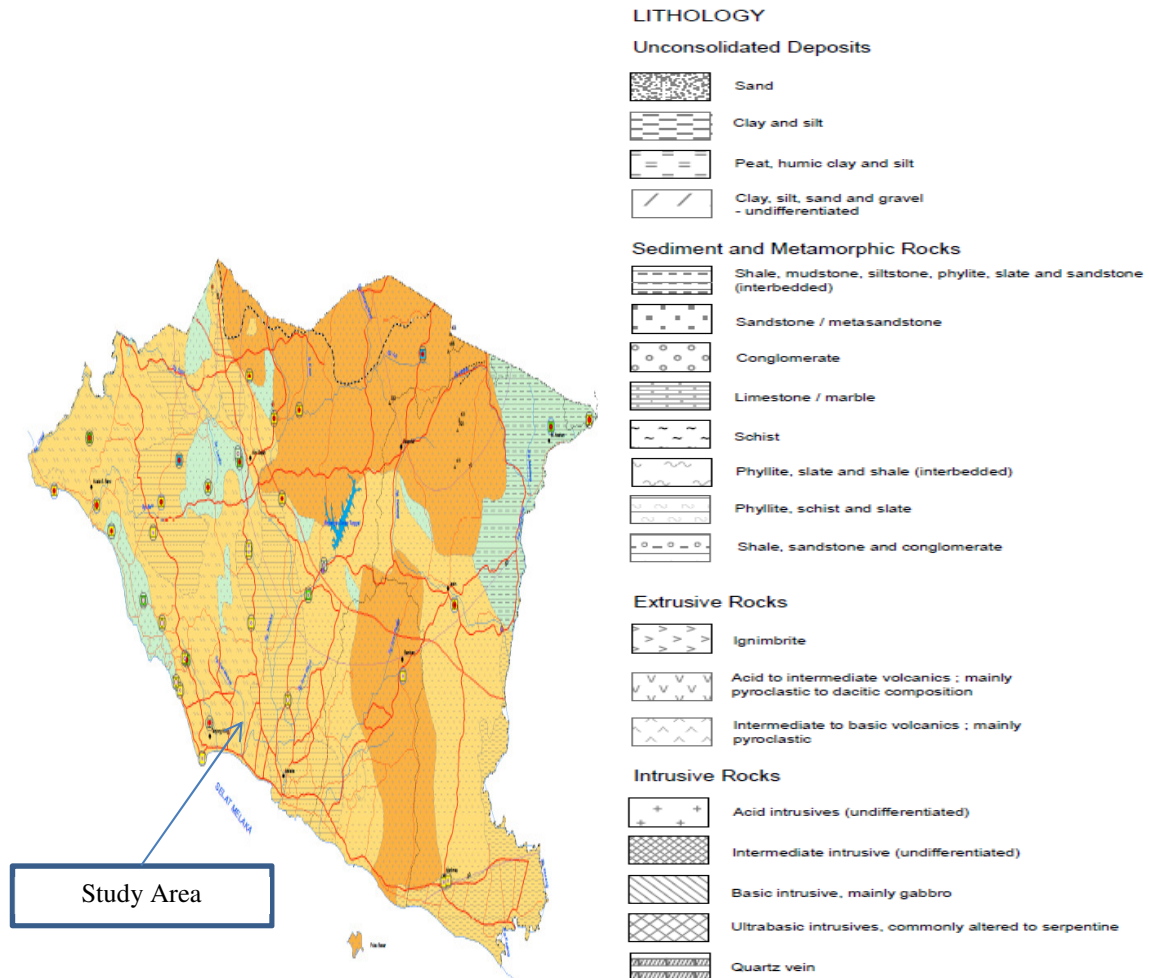 LITHOLOGY
Unconsolidated Deposits
Sand
Clay and silt
Peat, humic clay and silt
Clay, silt, sand and gravel
- undifferentiated
Sediment and Metamorphic Rocks
Shale, mudstone, siltstone, phylite, slate and sandstone
(interbedded)
Sandstone / metasandstone
Conglomerate
Limestone / marble
Schist
Phyllite, slate and shale (interbedded)
Phyllite, schist and slate
Shale, sandstone and conglomerate
Extrusive Rocks
Ignimbrite
Acid to intermediate volcanics ; mainly
pyroclastic to dacitic composition
Intermediate to basic volcanics ; mainly
pyroclastic
Intrusive Rocks
Acid intrusives (undifferentiated)
Intermediate intrusive (undifferentiated)
Basic intrusive, mainly gabbro
Ultrabasic intrusives, commonly altered to serpentine
Quartz vein
SELAT MELAKA
Study Area